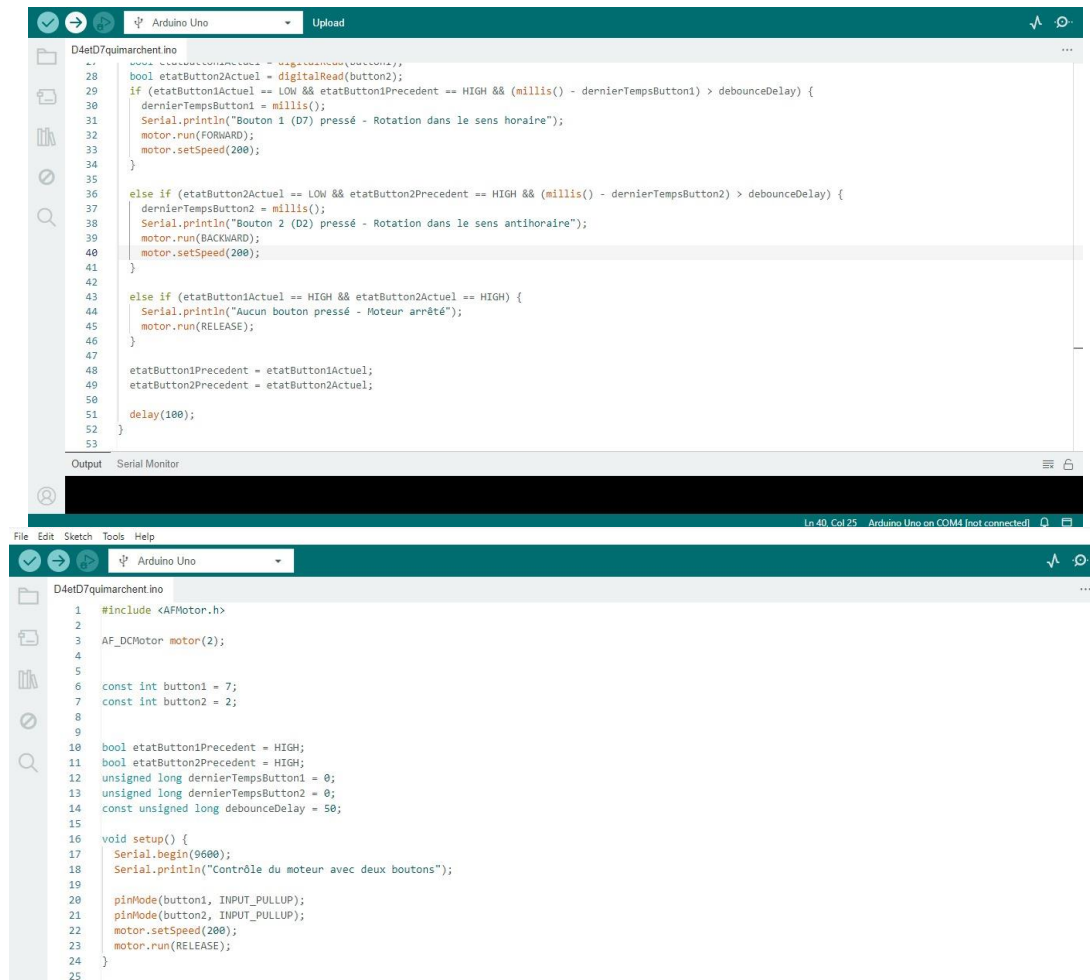 Arduino Uno
Upload
D4etD7quimarchent.ino
27 bool etatButton1Actuel = digitalRead(button1);
28 bool etatButton2Actuel = digitalRead(button2);
29 if (etatButton1Actuel == LOW && etatButton1Precedent == HIGH && (millis() - dernierTempsButton1) > debounceDelay) {
30 dernierTempsButton1 = millis();
31 Serial.println("Bouton 1 (D7) pressé - Rotation dans le sens horaire");
32 motor.run(FORWARD);
33 motor.setSpeed(200);
34 }
35
36 else if (etatButton2Actuel == LOW && etatButton2Precedent == HIGH && (millis() - dernierTempsButton2) > debounceDelay) {
37 dernierTempsButton2 = millis();
38 Serial.println("Bouton 2 (D2) pressé - Rotation dans le sens antihoraire");
39 motor.run(BACKWARD);
40 motor.setSpeed(200);
41 }
42
43 else if (etatButton1Actuel == HIGH && etatButton2Actuel == HIGH) {
44 Serial.println("Aucun bouton pressé - Moteur arrêté");
45 motor.run(RELEASE);
46 }
47
48 etatButton1Precedent = etatButton1Actuel;
49 etatButton2Precedent = etatButton2Actuel;
50
51 delay(100);
52 }
53
Output Serial Monitor
Ln 40, Col 25 Arduino Uno on COM4 [not connected]
File Edit Sketch Tools Help
Arduino Uno
D4etD7quimarchent.ino
1 #include <AFMotor.h>
2
3 AF_DCMotor motor(2);
4
5
6 const int button1 = 7;
7 const int button2 = 2;
8
9
10 bool etatButton1Precedent = HIGH;
11 bool etatButton2Precedent = HIGH;
12 unsigned long dernierTempsButton1 = 0;
13 unsigned long dernierTempsButton2 = 0;
14 const unsigned long debounceDelay = 50;
15
16 void setup() {
17 Serial.begin(9600);
18 Serial.println("Contrôle du moteur avec deux boutons");
19
20 pinMode(button1, INPUT_PULLUP);
21 pinMode(button2, INPUT_PULLUP);
22 motor.setSpeed(200);
23 motor.run(RELEASE);
24 }
25